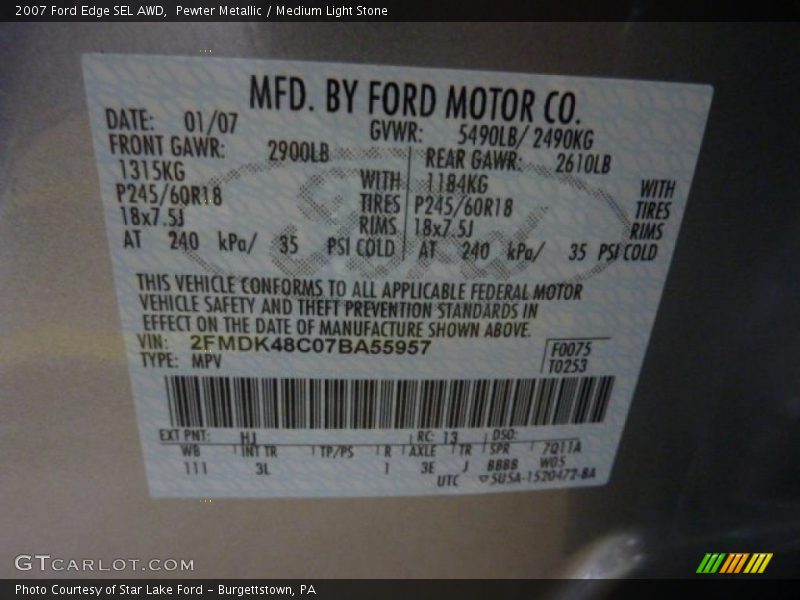 2007 Ford Edge SEL AWD, Pewter Metallic / Medium Light Stone
MFD. BY FORD MOTOR CO.
DATE: 01/07 GVWR: 5490LB/ 2490KG
FRONT GAWR: 2900LB REAR GAWR: 2610LB
1315KG WITH 1184KG WITH
P245/60R18 TIRES P245/60R18 TIRES
18x7.5J RIMS 18x7.5J RIMS
AT 240 kPa/ 35 PSI COLD AT 240 kPa/ 35 PSI COLD
Ford
THIS VEHICLE CONFORMS TO ALL APPLICABLE FEDERAL MOTOR
VEHICLE SAFETY AND THEFT PREVENTION STANDARDS IN
EFFECT ON THE DATE OF MANUFACTURE SHOWN ABOVE.
VIN: 2FMDK48C07BA55957 F0075
TYPE: MPV T0253
EXT PNT: HJ RC: 13 DSO:
WB INT TR TP/PS R AXLE TR SPR 7Q11A
111 3L 1 3E J BBBB W05
UTC 5U5A-1520472-BA
GTCARLOT.COM
Photo Courtesy of Star Lake Ford - Burgettstown, PA